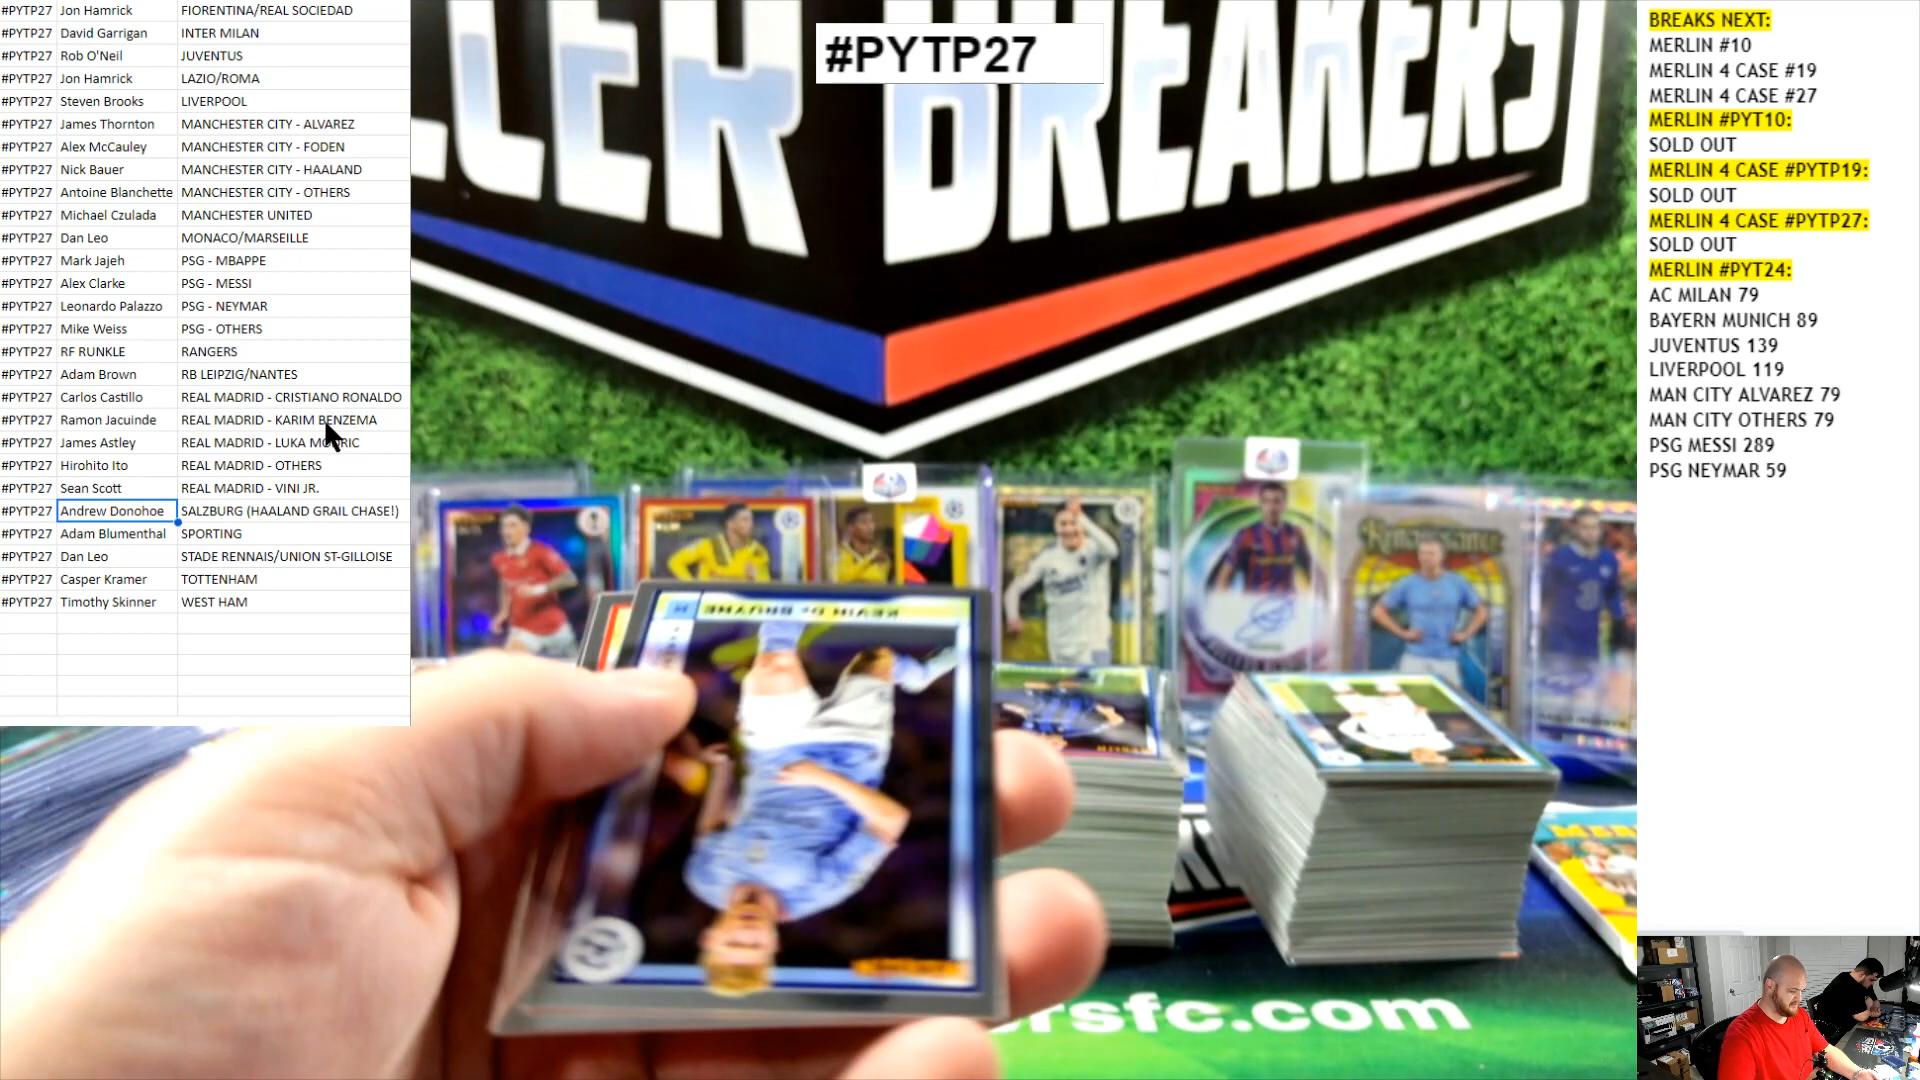 #PYTP27 Jon Hamrick FIORENTINA/REAL SOCIEDAD
#PYTP27 David Garrigan INTER MILAN
#PYTP27 Rob O'Neil JUVENTUS
#PYTP27 Jon Hamrick LAZIO/ROMA
#PYTP27 Steven Brooks LIVERPOOL
#PYTP27 James Thornton MANCHESTER CITY - ALVAREZ
#PYTP27 Alex McCauley MANCHESTER CITY - FODEN
#PYTP27 Nick Bauer MANCHESTER CITY - HAALAND
#PYTP27 Antoine Blanchette MANCHESTER CITY - OTHERS
#PYTP27 Michael Czulada MANCHESTER UNITED
#PYTP27 Dan Leo MONACO/MARSEILLE
#PYTP27 Mark Jajeh PSG - MBAPPE
#PYTP27 Alex Clarke PSG - MESSI
#PYTP27 Leonardo Palazzo PSG - NEYMAR
#PYTP27 Mike Weiss PSG - OTHERS
#PYTP27 RF RUNKLE RANGERS
#PYTP27 Adam Brown RB LEIPZIG/NANTES
#PYTP27 Carlos Castillo REAL MADRID - CRISTIANO RONALDO
#PYTP27 Ramon Jacuinde REAL MADRID - KARIM BENZEMA
#PYTP27 James Astley REAL MADRID - LUKA MODRIC
#PYTP27 Hirohito Ito REAL MADRID - OTHERS
#PYTP27 Sean Scott REAL MADRID - VINI JR.
#PYTP27 Andrew Donohoe SALZBURG (HAALAND GRAIL CHASE!)
#PYTP27 Adam Blumenthal SPORTING
#PYTP27 Dan Leo STADE RENNAIS/UNION ST-GILLOISE
#PYTP27 Casper Kramer TOTTENHAM
#PYTP27 Timothy Skinner WEST HAM
#PYTP27
LLER BREAKERS
Renaissance
KEVIN DE BRUYNE
ersfc.com
BREAKS NEXT:
MERLIN #10
MERLIN 4 CASE #19
MERLIN 4 CASE #27
MERLIN #PYT10:
SOLD OUT
MERLIN 4 CASE #PYTP19:
SOLD OUT
MERLIN 4 CASE #PYTP27:
SOLD OUT
MERLIN #PYT24:
AC MILAN 79
BAYERN MUNICH 89
JUVENTUS 139
LIVERPOOL 119
MAN CITY ALVAREZ 79
MAN CITY OTHERS 79
PSG MESSI 289
PSG NEYMAR 59